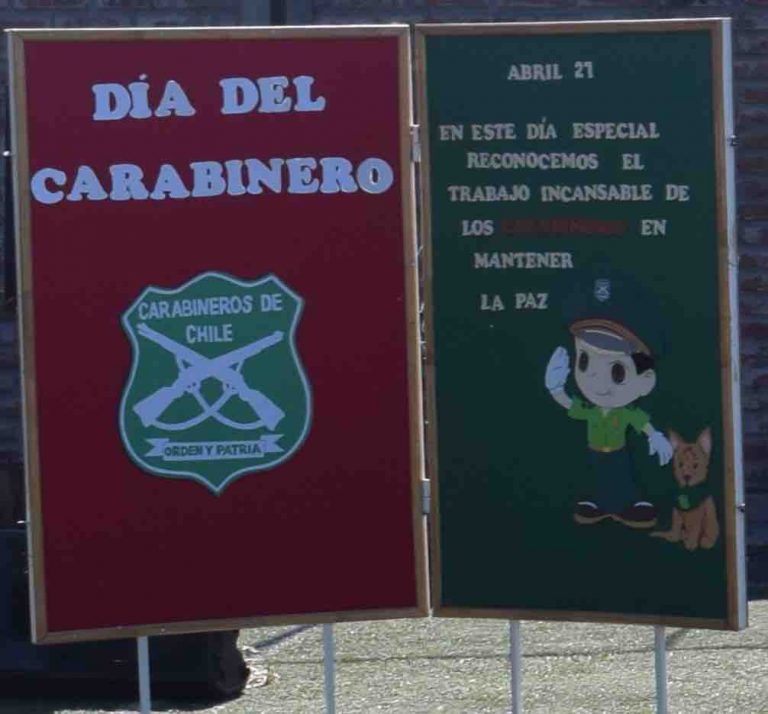 DÍA DEL
CARABINERO
CARABINEROS DE
CHILE
ORDEN Y PATRIA
ABRIL 27
EN ESTE DÍA ESPECIAL
RECONOCEMOS EL
TRABAJO INCANSABLE DE
LOS CARABINEROS EN
MANTENER
LA PAZ